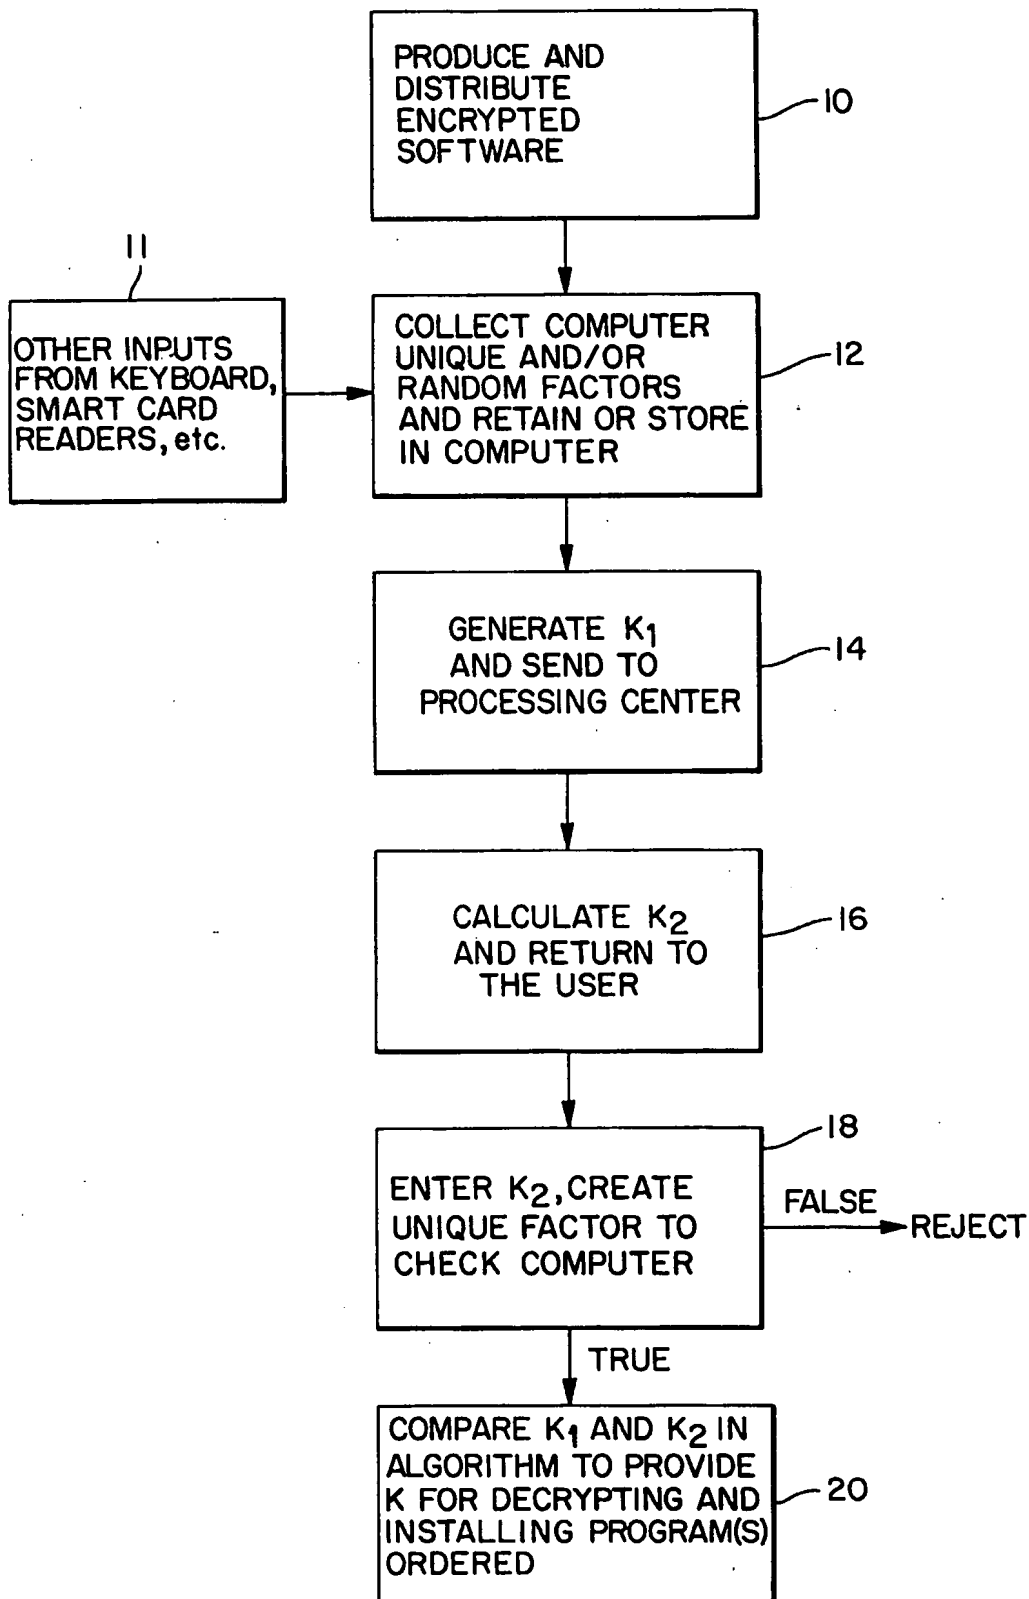 PRODUCE AND
DISTRIBUTE
ENCRYPTED
SOFTWARE
10
11
OTHER INPUTS
FROM KEYBOARD,
SMART CARD
READERS, etc.
COLLECT COMPUTER
UNIQUE AND/OR
RANDOM FACTORS
AND RETAIN OR STORE
IN COMPUTER
12
GENERATE K1
AND SEND TO
PROCESSING CENTER
14
CALCULATE K2
AND RETURN TO
THE USER
16
18
ENTER K2, CREATE
UNIQUE FACTOR TO
CHECK COMPUTER
FALSE
REJECT
TRUE
COMPARE K1 AND K2 IN
ALGORITHM TO PROVIDE
K FOR DECRYPTING AND
INSTALLING PROGRAM(S)
ORDERED
20